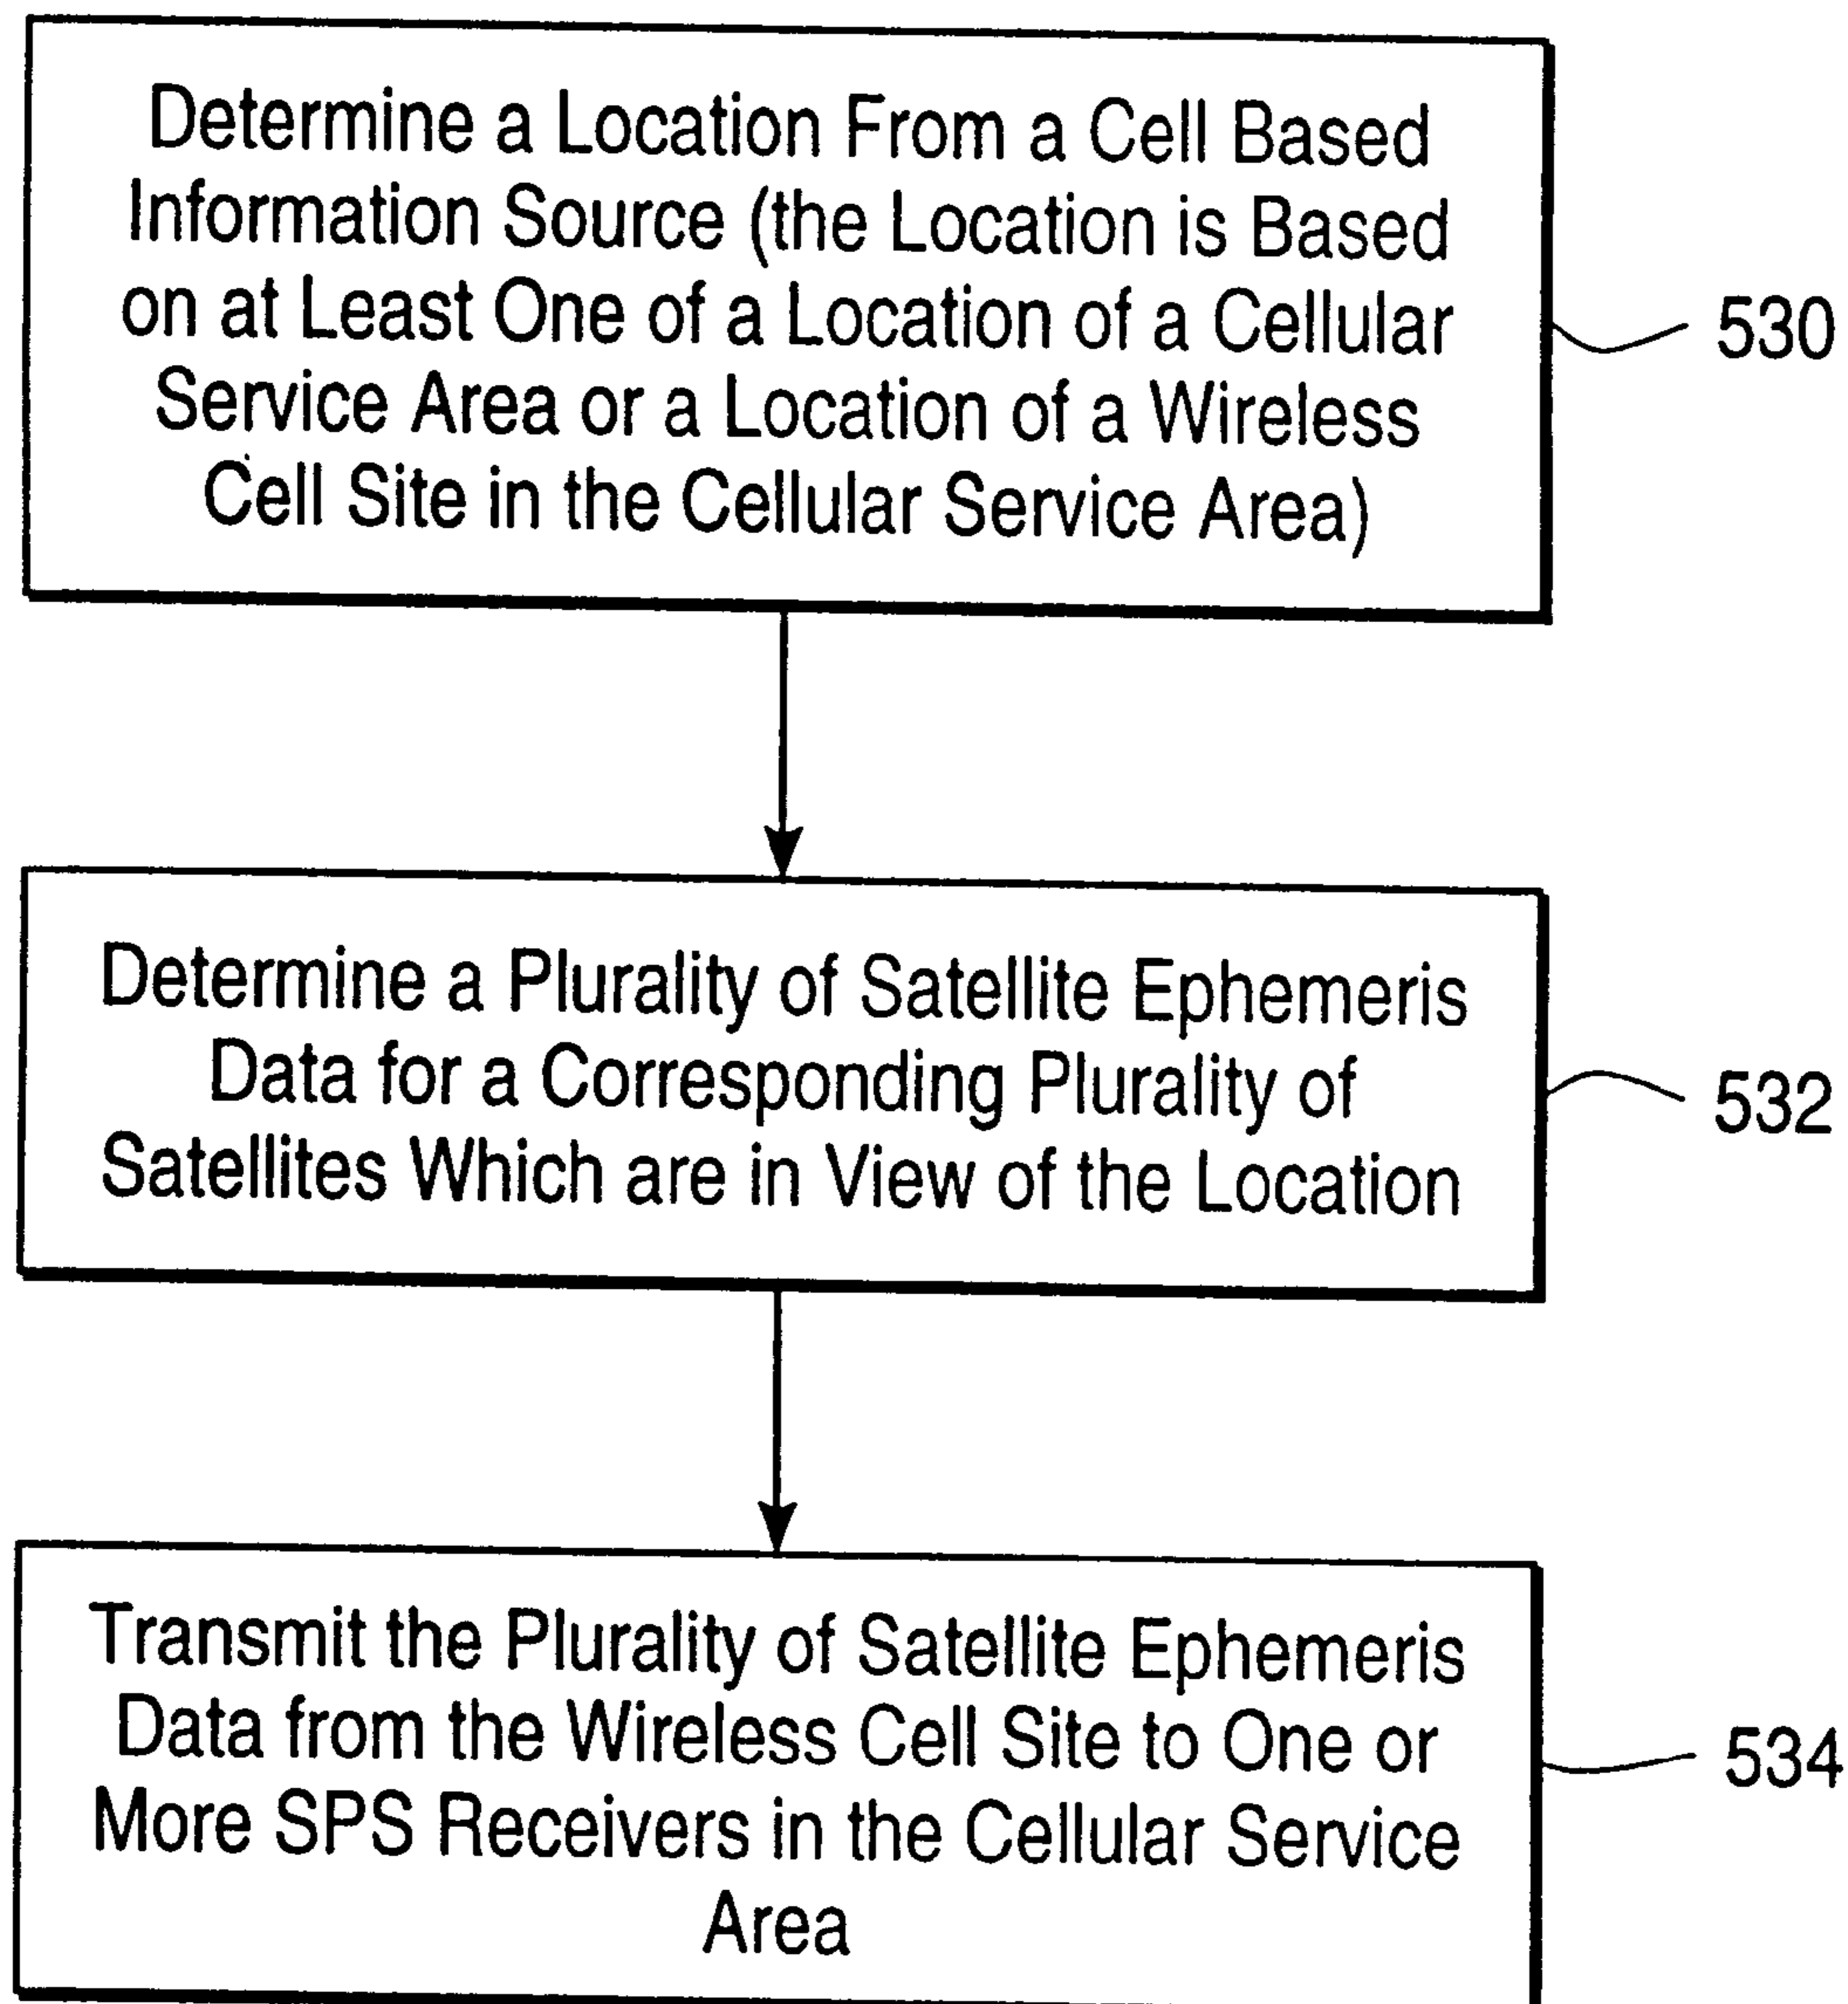 Determine a Location From a Cell Based
Information Source (the Location is Based
on at Least One of a Location of a Cellular
Service Area or a Location of a Wireless
Cell Site in the Cellular Service Area)
530
Determine a Plurality of Satellite Ephemeris
Data for a Corresponding Plurality of
Satellites Which are in View of the Location
532
Transmit the Plurality of Satellite Ephemeris
Data from the Wireless Cell Site to One or
More SPS Receivers in the Cellular Service
Area
534